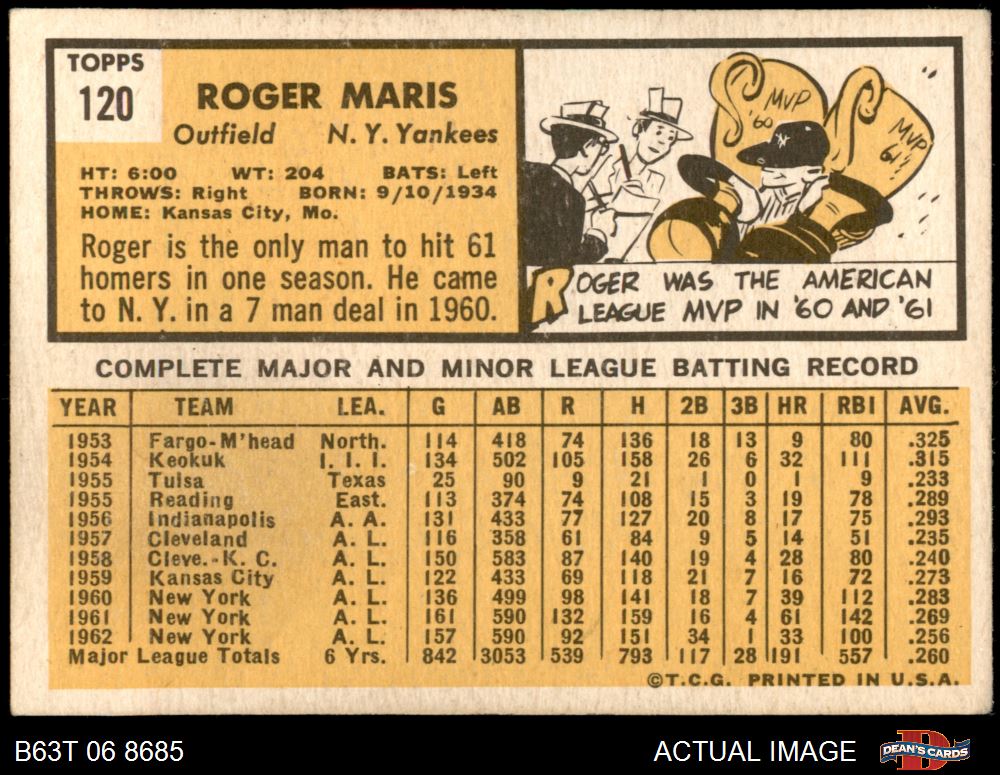 TOPPS
120
ROGER MARIS
Outfield N. Y. Yankees
HT: 6:00 WT: 204 BATS: Left
THROWS: Right BORN: 9/10/1934
HOME: Kansas City, Mo.
Roger is the only man to hit 61
homers in one season. He came
to N. Y. in a 7 man deal in 1960.
MVP
'60
MVP
61
NY
ROGER WAS THE AMERICAN
LEAGUE MVP IN '60 AND '61
COMPLETE MAJOR AND MINOR LEAGUE BATTING RECORD
YEAR TEAM LEA. G AB R H 2B 3B HR RBI AVG.
1953 Fargo-M'head North. 114 418 74 136 18 13 9 80 .325
1954 Keokuk I. I. I. 134 502 105 158 26 6 32 111 .315
1955 Tulsa Texas 25 90 9 21 1 0 1 9 .233
1955 Reading East. 113 374 74 108 15 3 19 78 .289
1956 Indianapolis A. A. 131 433 77 127 20 8 17 75 .293
1957 Cleveland A. L. 116 358 61 84 9 5 14 51 .235
1958 Cleve.-K. C. A. L. 150 583 87 140 19 4 28 80 .240
1959 Kansas City A. L. 122 433 69 118 21 7 16 72 .273
1960 New York A. L. 136 499 98 141 18 7 39 112 .283
1961 New York A. L. 161 590 132 159 16 4 61 142 .269
1962 New York A. L. 157 590 92 151 34 1 33 100 .256
Major League Totals 6 Yrs. 842 3053 539 793 117 28 191 557 .260
©T.C.G. PRINTED IN U.S.A.
B63T 06 8685 ACTUAL IMAGE DEAN'S CARDS